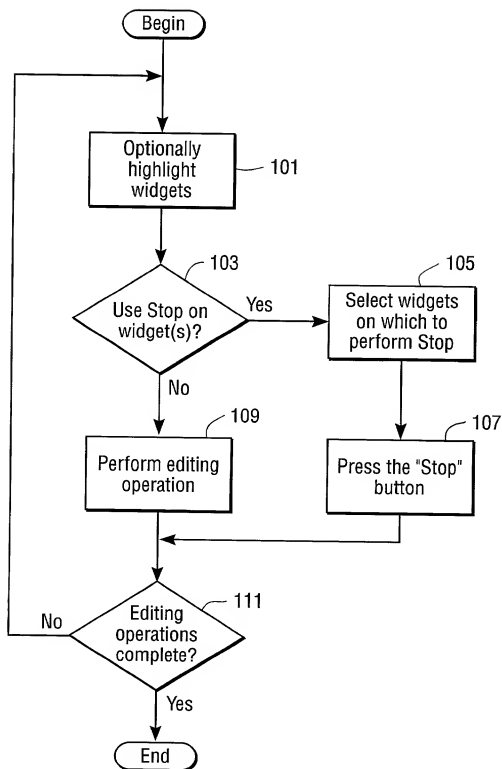 Begin
Optionally
highlight
widgets
101
103
Use Stop on
widget(s)?
Yes
No
105
Select widgets
on which to
perform Stop
107
Press the "Stop"
button
109
Perform editing
operation
111
Editing
operations
complete?
No
Yes
End